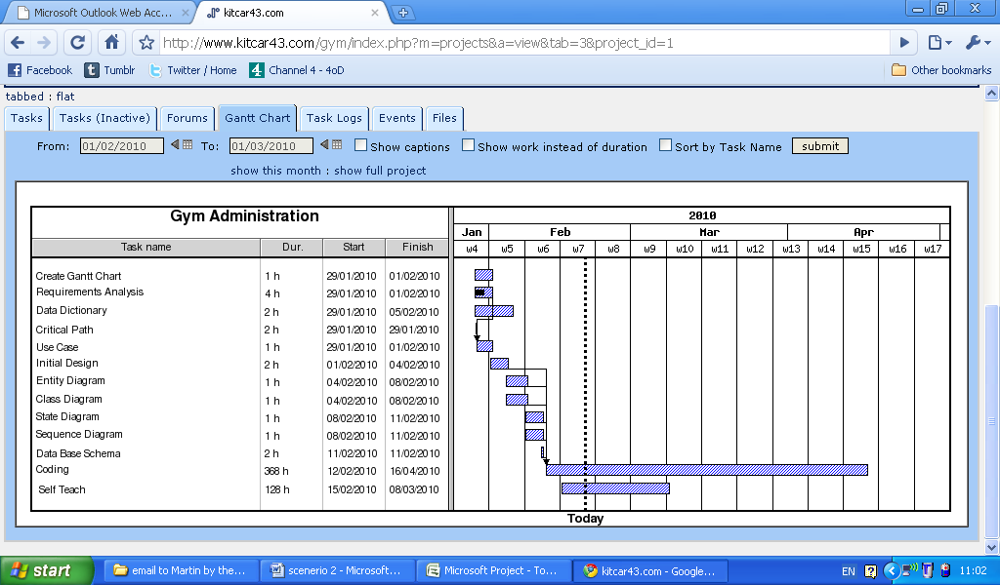 Microsoft Outlook Web Acc...
kitcar43.com
http://www.kitcar43.com/gym/index.php?m=projects&a=view&tab=3&project_id=1
Facebook Tumblr Twitter / Home Channel 4 - 4oD Other bookmarks
tabbed : flat
Tasks Tasks (Inactive) Forums Gantt Chart Task Logs Events Files
From: 01/02/2010 To: 01/03/2010 Show captions Show work instead of duration Sort by Task Name submit
show this month : show full project
Gym Administration 2010
Jan Feb Mar Apr
Task name Dur. Start Finish w4 w5 w6 w7 w8 w9 w10 w11 w12 w13 w14 w15 w16 w17
Create Gantt Chart 1 h 29/01/2010 01/02/2010
Requirements Analysis 4 h 29/01/2010 01/02/2010
Data Dictionary 2 h 29/01/2010 05/02/2010
Critical Path 2 h 29/01/2010 29/01/2010
Use Case 1 h 29/01/2010 01/02/2010
Initial Design 2 h 01/02/2010 04/02/2010
Entity Diagram 1 h 04/02/2010 08/02/2010
Class Diagram 1 h 04/02/2010 08/02/2010
State Diagram 1 h 08/02/2010 11/02/2010
Sequence Diagram 1 h 08/02/2010 11/02/2010
Data Base Schema 2 h 11/02/2010 11/02/2010
Coding 368 h 12/02/2010 16/04/2010
Self Teach 128 h 15/02/2010 08/03/2010
Today
start email to Martin by the... scenerio 2 - Microsoft... Microsoft Project - To... kitcar43.com - Google... EN 11:02